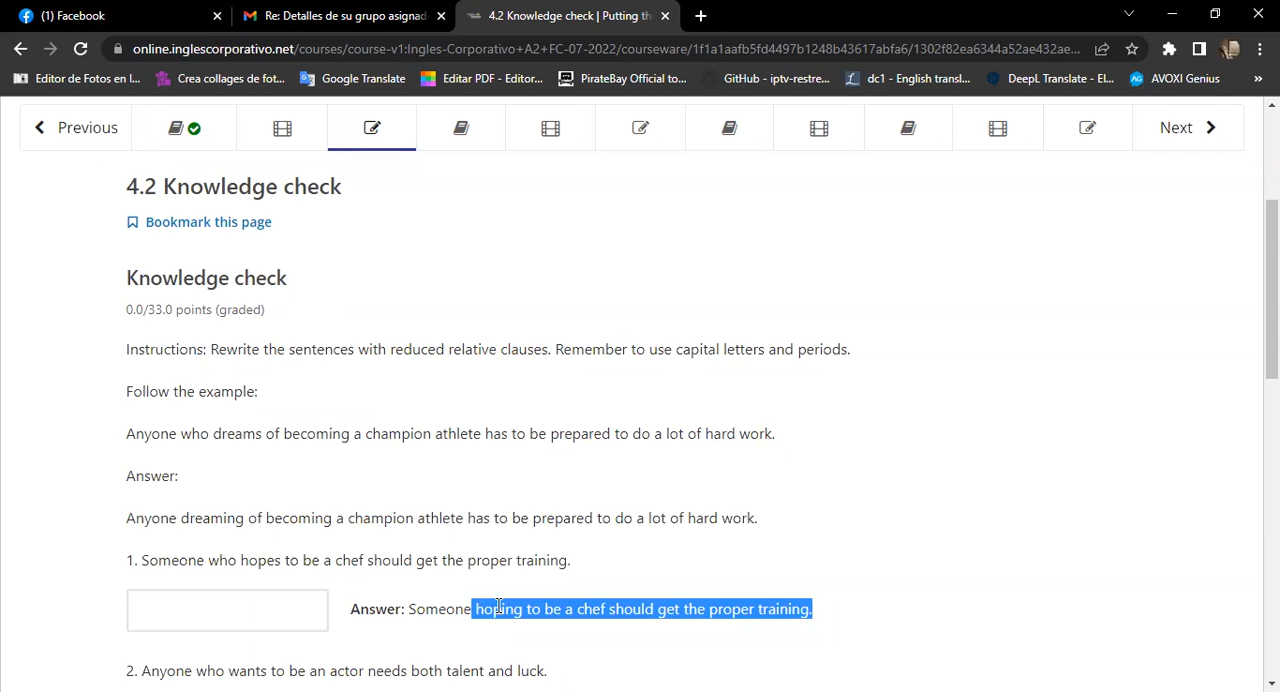 (1) Facebook
Re: Detalles de su grupo asignad
4.2 Knowledge check | Putting th
online.inglescorporativo.net/courses/course-v1:Ingles-Corporativo+A2+FC-07-2022/courseware/1f1a1aafb5fd4497b1248b43617abfa6/1302f82ea6344a52ae432ae...
Editor de Fotos en l...
Crea collages de fot...
Google Translate
Editar PDF - Editor...
PirateBay Official to...
GitHub - iptv-restre...
dc1 - English transl...
DeepL Translate - El...
AVOXI Genius
»
Previous
Next
4.2 Knowledge check
Bookmark this page
Knowledge check
0.0/33.0 points (graded)
Instructions: Rewrite the sentences with reduced relative clauses. Remember to use capital letters and periods.
Follow the example:
Anyone who dreams of becoming a champion athlete has to be prepared to do a lot of hard work.
Answer:
Anyone dreaming of becoming a champion athlete has to be prepared to do a lot of hard work.
1. Someone who hopes to be a chef should get the proper training.
Answer: Someone hoping to be a chef should get the proper training.
2. Anyone who wants to be an actor needs both talent and luck.